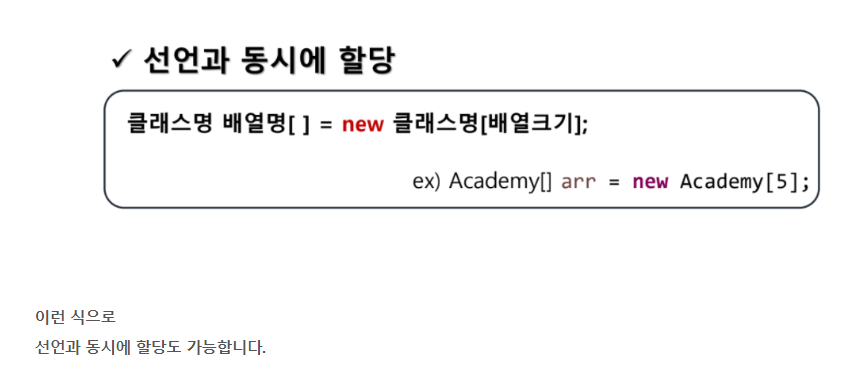 ✓ 선언과 동시에 할당
클래스명 배열명[ ] = new 클래스명[배열크기];
ex) Academy[] arr = new Academy[5];
이런 식으로
선언과 동시에 할당도 가능합니다.